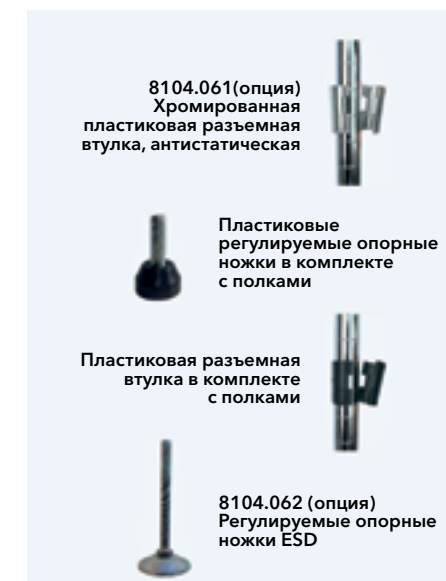 8104.061(опция)
Хромированная
пластиковая разъемная
втулка, антистатическая
Пластиковые
регулируемые опорные
ножки в комплекте
с полками
Пластиковая разъемная
втулка в комплекте
с полками
8104.062 (опция)
Регулируемые опорные
ножки ESD